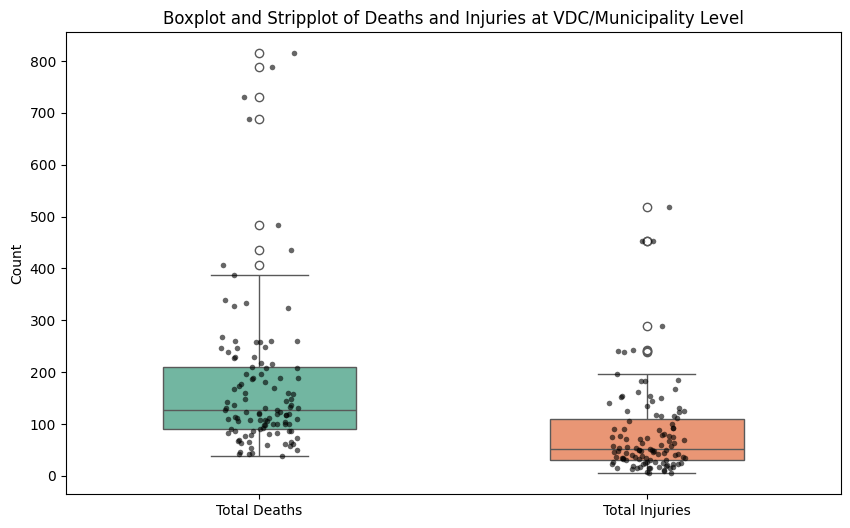 Boxplot and Stripplot of Deaths and Injuries at VDC/Municipality Level
800
700
600
500
400
300
200
100
0
Count
Total Deaths
Total Injuries